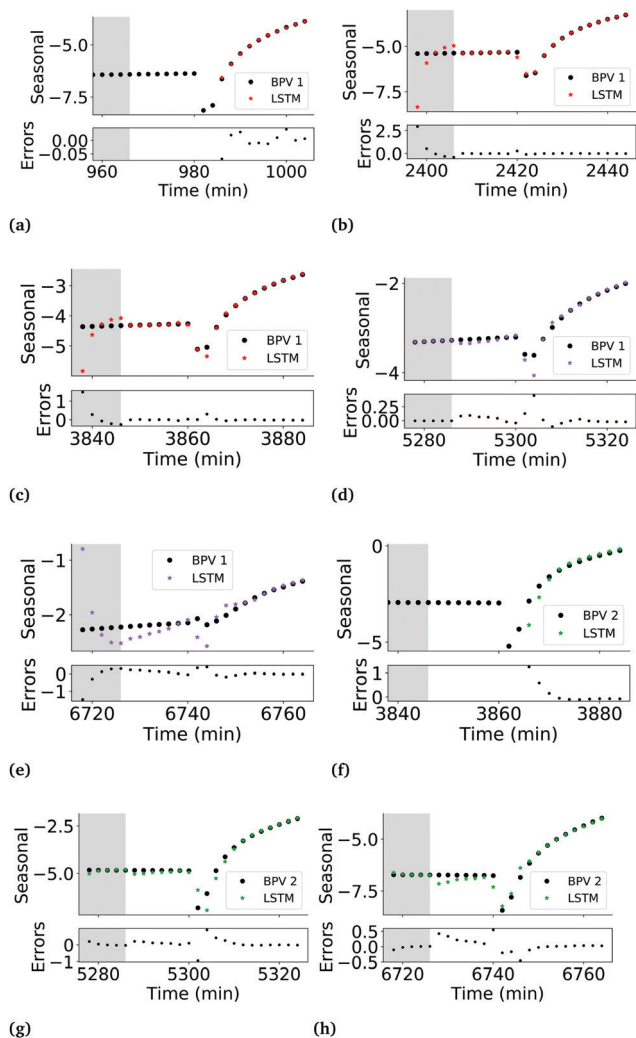 −5.0
−7.5
Seasonal
BPV 1
LSTM
0.00
−0.05
Errors
960
980
1000
Time (min)
(a)
−2.5
−5.0
−7.5
Seasonal
BPV 1
LSTM
2.5
0.0
Errors
2400
2420
2440
Time (min)
(b)
−3
−4
−5
Seasonal
BPV 1
LSTM
1
0
Errors
3840
3860
3880
Time (min)
(c)
−2
−3
−4
Seasonal
BPV 1
LSTM
0.25
0.00
Errors
5280
5300
5320
Time (min)
(d)
−1
−2
Seasonal
BPV 1
LSTM
0
−1
Errors
6720
6740
6760
Time (min)
(e)
0
−5
Seasonal
BPV 2
LSTM
1
0
Errors
3840
3860
3880
Time (min)
(f)
−2.5
−5.0
Seasonal
BPV 2
LSTM
0
−1
Errors
5280
5300
5320
Time (min)
(g)
−5.0
−7.5
Seasonal
BPV 2
LSTM
0.5
0.0
−0.5
Errors
6720
6740
6760
Time (min)
(h)